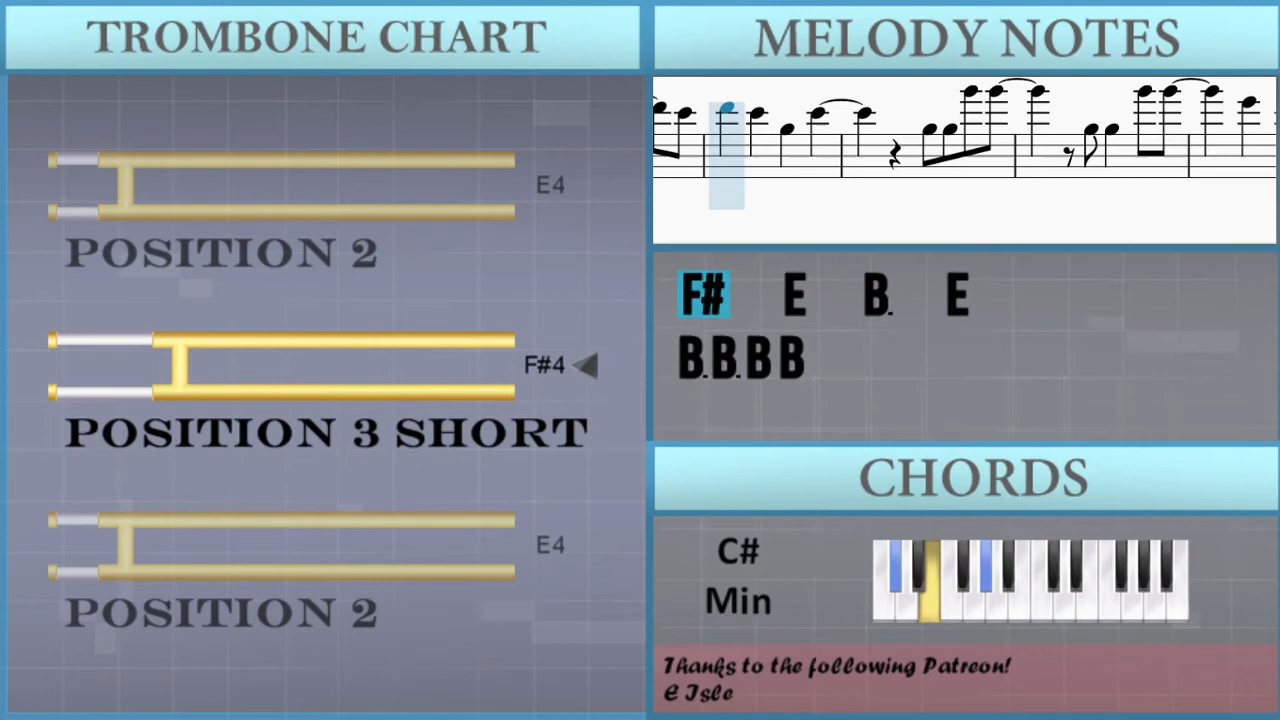 TROMBONE CHART
E4
POSITION 2
F#4
POSITION 3 SHORT
E4
POSITION 2
MELODY NOTES
F# E B. E
B.B.BB
CHORDS
C#
Min
Thanks to the following Patreon!
E Isle